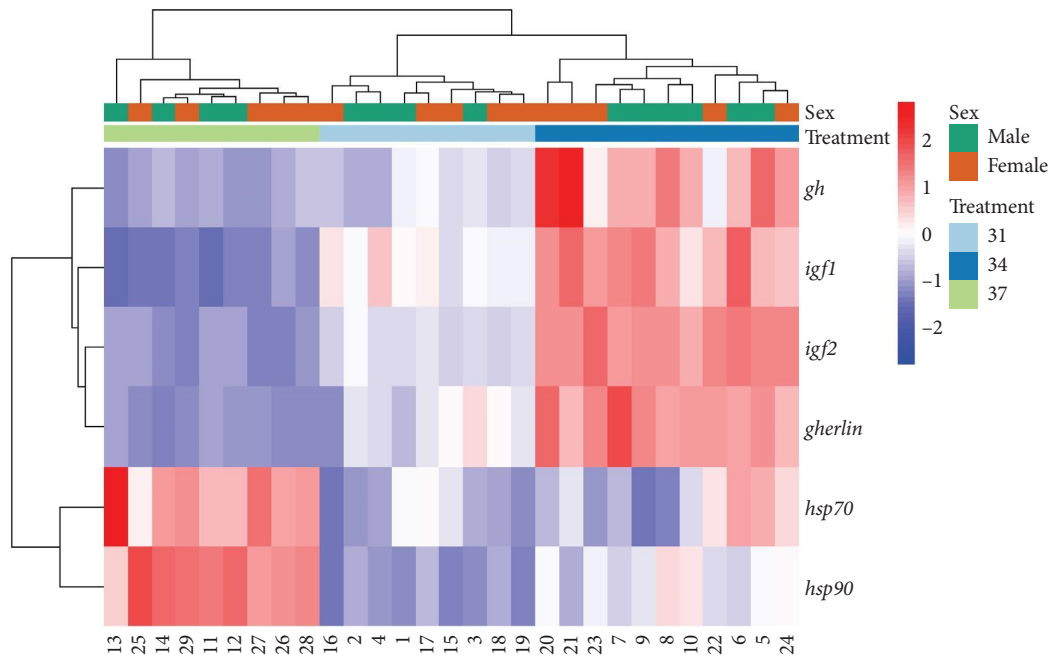 Sex
Treatment
gh
igf1
igf2
gherlin
hsp70
hsp90
13 25 14 29 11 12 27 26 28 16 2 4 1 17 15 3 18 19 20 21 23 7 9 8 10 22 6 5 24
2
1
0
−1
−2
Sex
Male
Female
Treatment
31
34
37